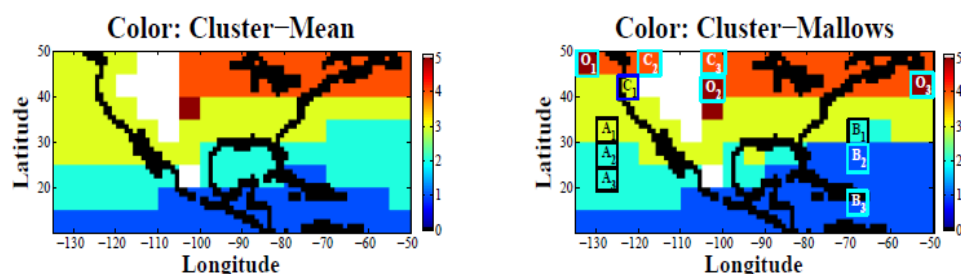 Color: Cluster−Mean
50
40
30
20
Latitude
−135
−120
−110
−100
−90
−80
−70
−60
−50
Longitude
5
4
3
2
1
0
Color: Cluster−Mallows
50
40
30
20
Latitude
O1
C2
C3
O2
O3
C1
A1
A2
A3
B1
B2
B3
−130
−120
−110
−100
−90
−80
−70
−60
−50
Longitude
5
4
3
2
1
0